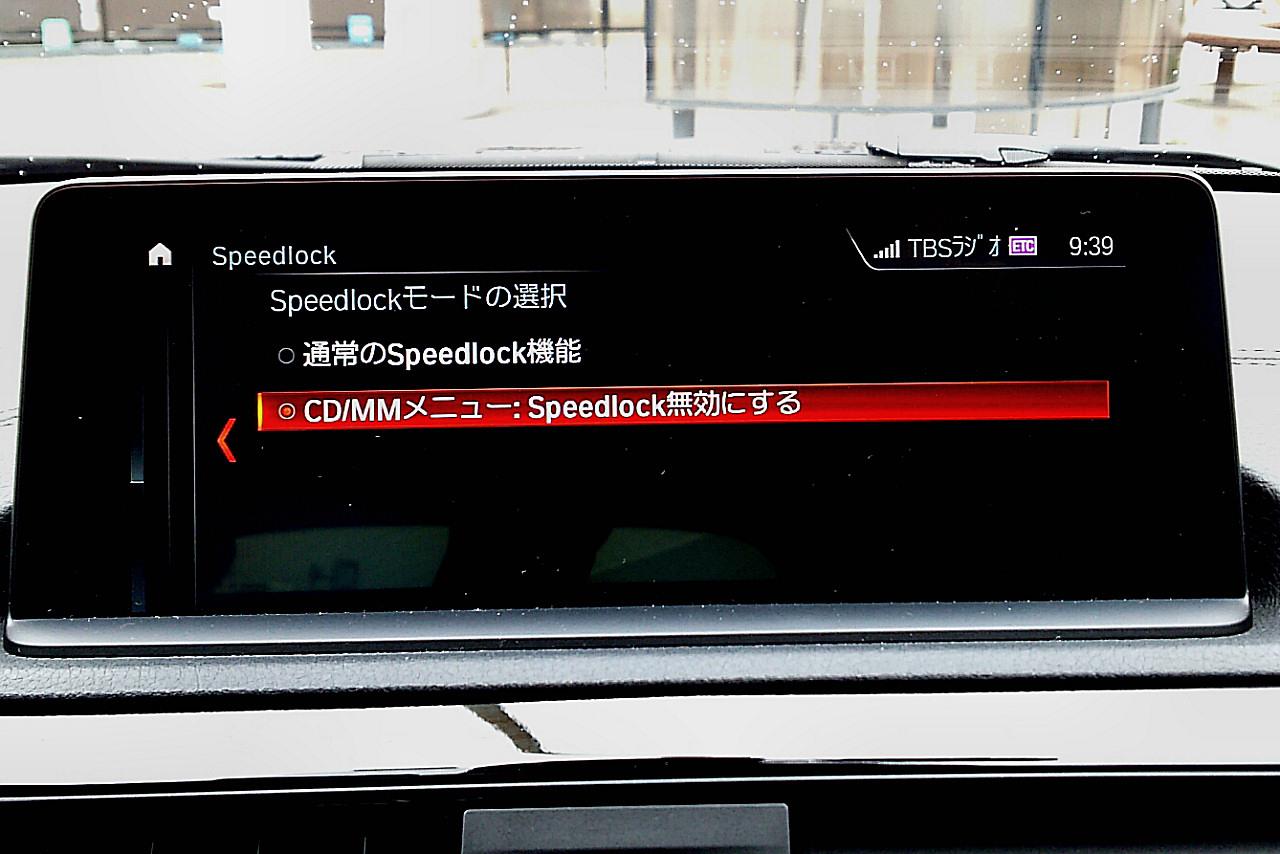 Speedlock
TBSラジオ ETC 9:39
Speedlockモードの選択
通常のSpeedlock機能
CD/MMメニュー: Speedlock無効にする